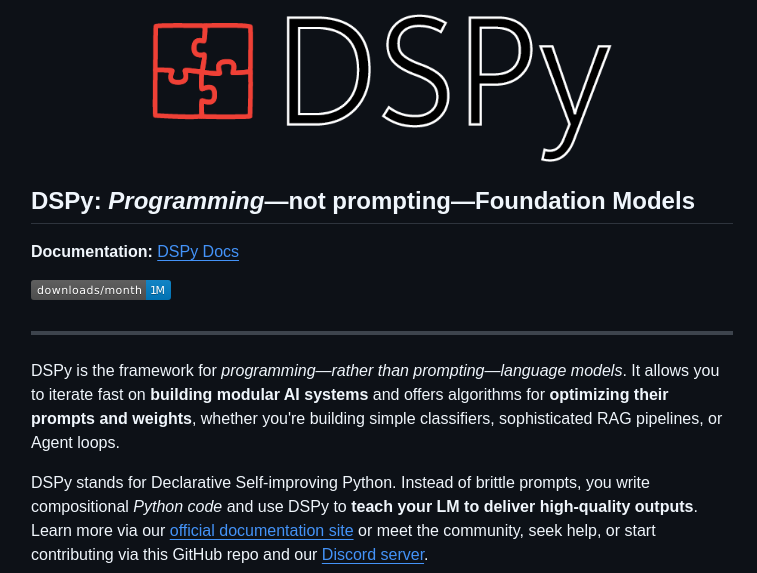 DSPy
DSPy: Programming—not prompting—Foundation Models
Documentation: DSPy Docs
downloads/month 1M
DSPy is the framework for programming—rather than prompting—language models. It allows you
to iterate fast on building modular AI systems and offers algorithms for optimizing their
prompts and weights, whether you're building simple classifiers, sophisticated RAG pipelines, or
Agent loops.
DSPy stands for Declarative Self-improving Python. Instead of brittle prompts, you write
compositional Python code and use DSPy to teach your LM to deliver high-quality outputs.
Learn more via our official documentation site or meet the community, seek help, or start
contributing via this GitHub repo and our Discord server.